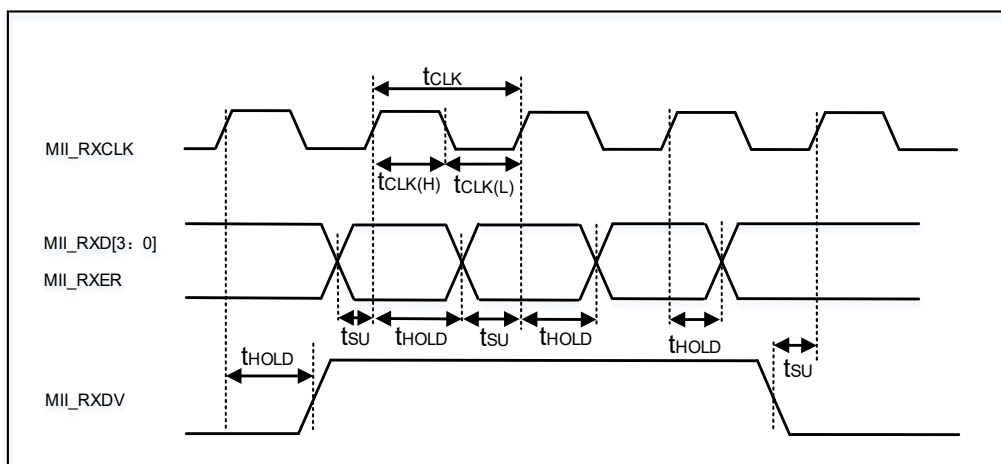 tCLK
MII_RXCLK
tCLK(H) tCLK(L)
MII_RXD[3：0]
MII_RXER
tSU tHOLD tSU tHOLD tHOLD
tHOLD tSU
MII_RXDV